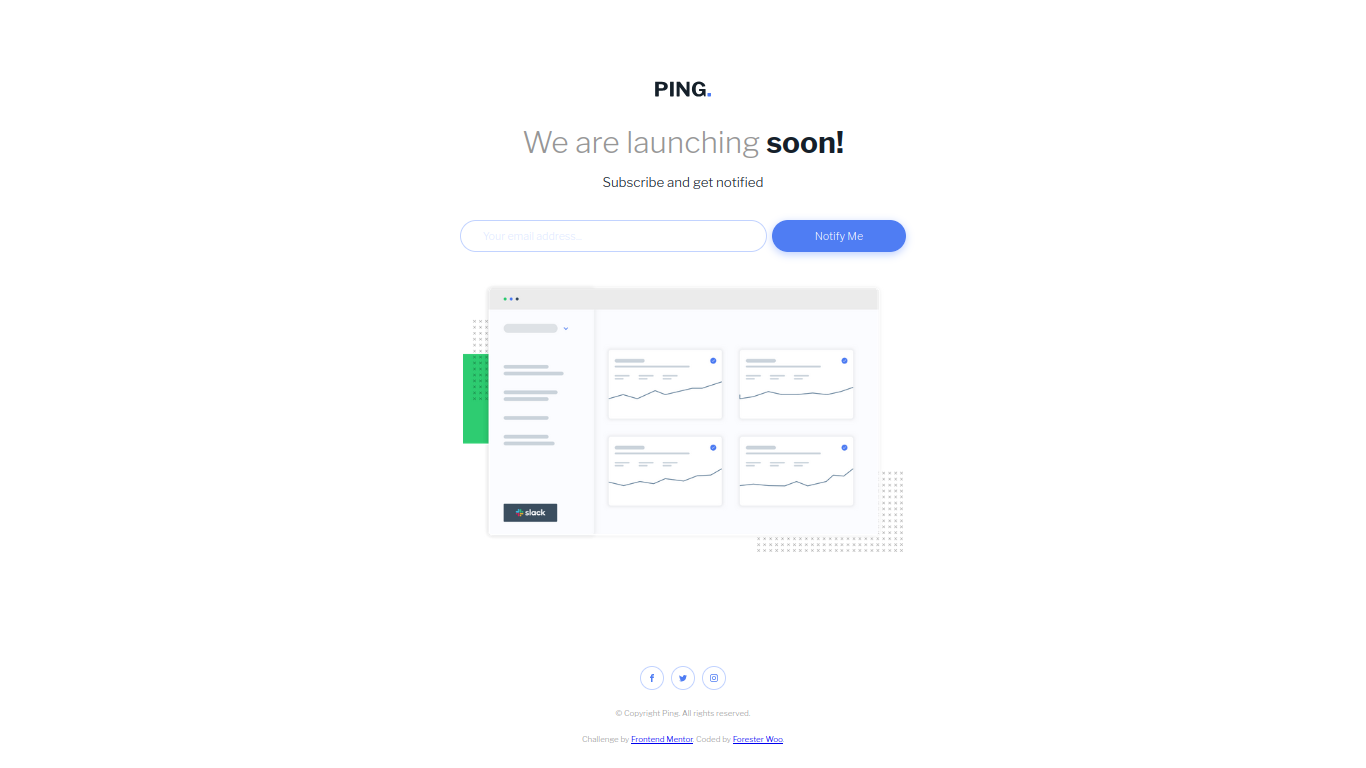 PING.
We are launching soon!
Subscribe and get notified
Your email address...
Notify Me
slack
© Copyright Ping. All rights reserved.
Challenge by Frontend Mentor. Coded by Forester Woo.